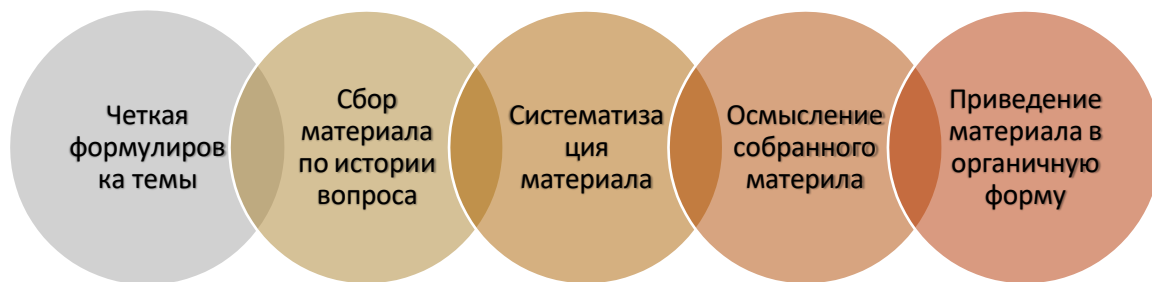 Четкая
формулиров
ка темы
Сбор
материала
по истории
вопроса
Систематиза
ция
материала
Осмысление
собранного
материла
Приведение
материала в
органичную
форму